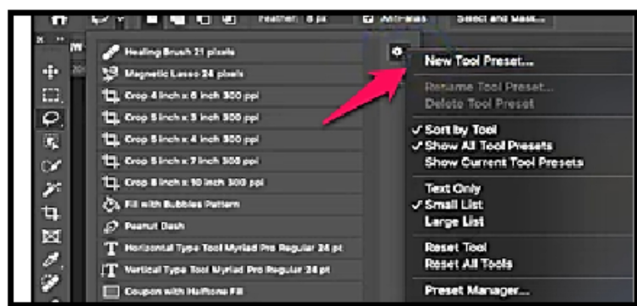 Feather: 0 px
Anti-alias
Select and Mask...
Healing Brush 21 pixels
Magnetic Lasso 24 pixels
Crop 4 inch x 6 inch 300 ppi
Crop 5 inch x 3 inch 300 ppi
Crop 5 inch x 4 inch 300 ppi
Crop 5 inch x 7 inch 300 ppi
Crop 8 inch x 10 inch 300 ppi
Fill with Bubbles Pattern
Peanut Dash
Horizontal Type Tool Myriad Pro Regular 24 pt
Vertical Type Tool Myriad Pro Regular 24 pt
Coupon with Halftone Fill
New Tool Preset...
Rename Tool Preset...
Delete Tool Preset
Sort by Tool
Show All Tool Presets
Show Current Tool Presets
Text Only
Small List
Large List
Reset Tool
Reset All Tools
Preset Manager...